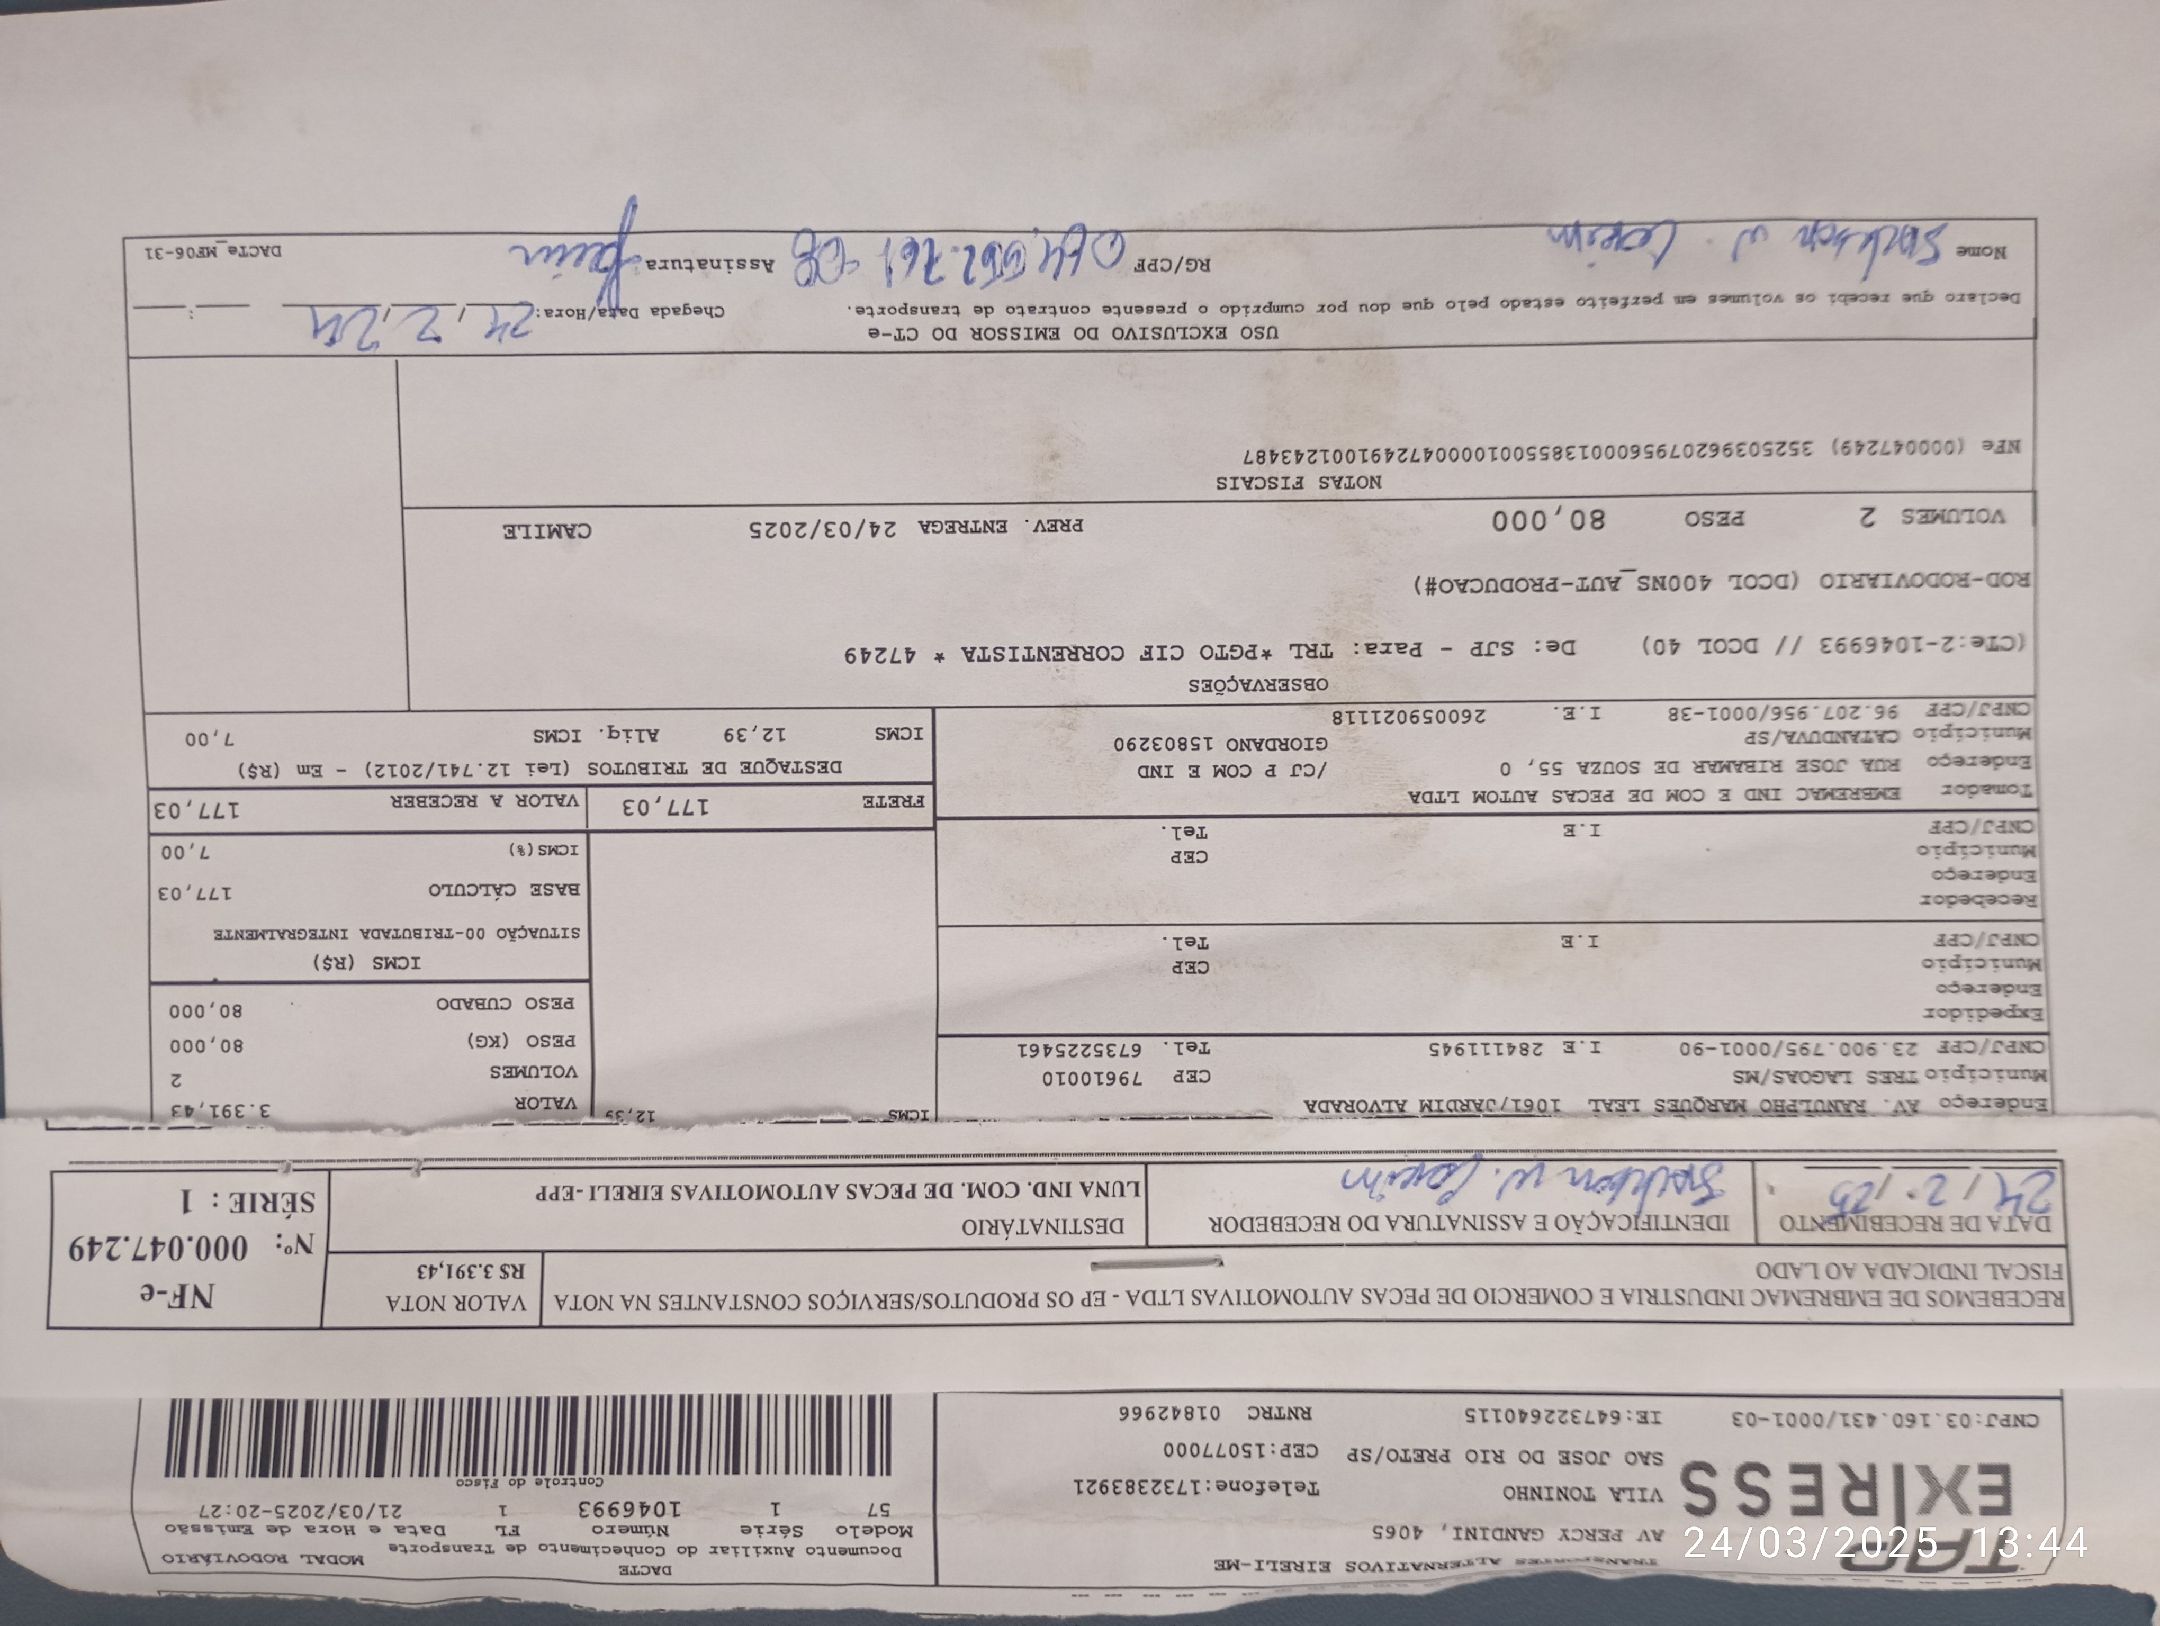 TRANSPORTES ALTERNATIVOS EIRELI-ME
TAP
EXPRESS
AV PERCY GANDINI, 4065
VILA TONINHO Telefone:1732383921
SAO JOSE DO RIO PRETO/SP CEP:15077000
CNPJ:03.160.431/0001-03 IE:647322640115 RNTRC 01842966
DACTE
MODAL RODOVIÁRIO
Documento Auxiliar do Conhecimento de Transporte
Modelo Série Número FL Data e Hora de Emissão
57 1 1046993 1 21/03/2025-20:27
Controle do Fisco
RECEBEMOS DE EMBREMAC INDUSTRIA E COMERCIO DE PECAS AUTOMOTIVAS LTDA - EP OS PRODUTOS/SERVIÇOS CONSTANTES NA NOTA
FISCAL INDICADA AO LADO
VALOR NOTA
R$ 3.391,43
NF-e
Nº: 000.047.249
SÉRIE : 1
DATA DE RECEBIMENTO
IDENTIFICAÇÃO E ASSINATURA DO RECEBEDOR
DESTINATÁRIO
LUNA IND. COM. DE PECAS AUTOMOTIVAS EIRELI -EPP
Endereço AV. RANULPHO MARQUES LEAL 1061/JARDIM ALVORADA
Município TRES LAGOAS/MS CEP 79610010
CNPJ/CPF 23.900.795/0001-90 I.E 284111945 Tel. 6735225461
ICMS 12,39
VALOR 3.391,43
VOLUMES 2
PESO (KG) 80,000
PESO CUBADO 80,000
Expedidor
Endereço
Município CEP
CNPJ/CPF I.E Tel.
ICMS (R$)
SITUAÇÃO 00-TRIBUTADA INTEGRALMENTE
BASE CÁLCULO 177,03
ICMS(%) 7,00
Recebedor
Endereço
Município CEP
CNPJ/CPF I.E Tel.
Tomador EMBREMAC IND E COM DE PECAS AUTOM LTDA
Endereço RUA JOSE RIBAMAR DE SOUZA 55, 0 /CJ P COM E IND
Município CATANDUVA/SP GIORDANO 15803290
CNPJ/CPF 96.207.956/0001-38 I.E. 260059021118
FRETE 177,03 VALOR A RECEBER 177,03
DESTAQUE DE TRIBUTOS (Lei 12.741/2012) - Em (R$)
ICMS 12,39 Aliq. ICMS 7,00
OBSERVAÇÕES
(CTe:2-1046993 // DCOL 40) De: SJP - Para: TRL *PGTO CIF CORRENTISTA * 47249
ROD-RODOVIARIO (DCOL 400NS_AUT-PRODUCAO#)
VOLUMES 2 PESO 80,000 PREV. ENTREGA 24/03/2025 CAMILE
NOTAS FISCAIS
NFe (000047249) 35250396207956000138550010000472491001243487
USO EXCLUSIVO DO EMISSOR DO CT-e
Declaro que recebi os volumes em perfeito estado pelo que dou por cumprido o presente contrato de transporte.
Chegada Data/Hora:
Nome RG/CPF Assinatura
DACTe_MF06-31
24/03/2025 13:44